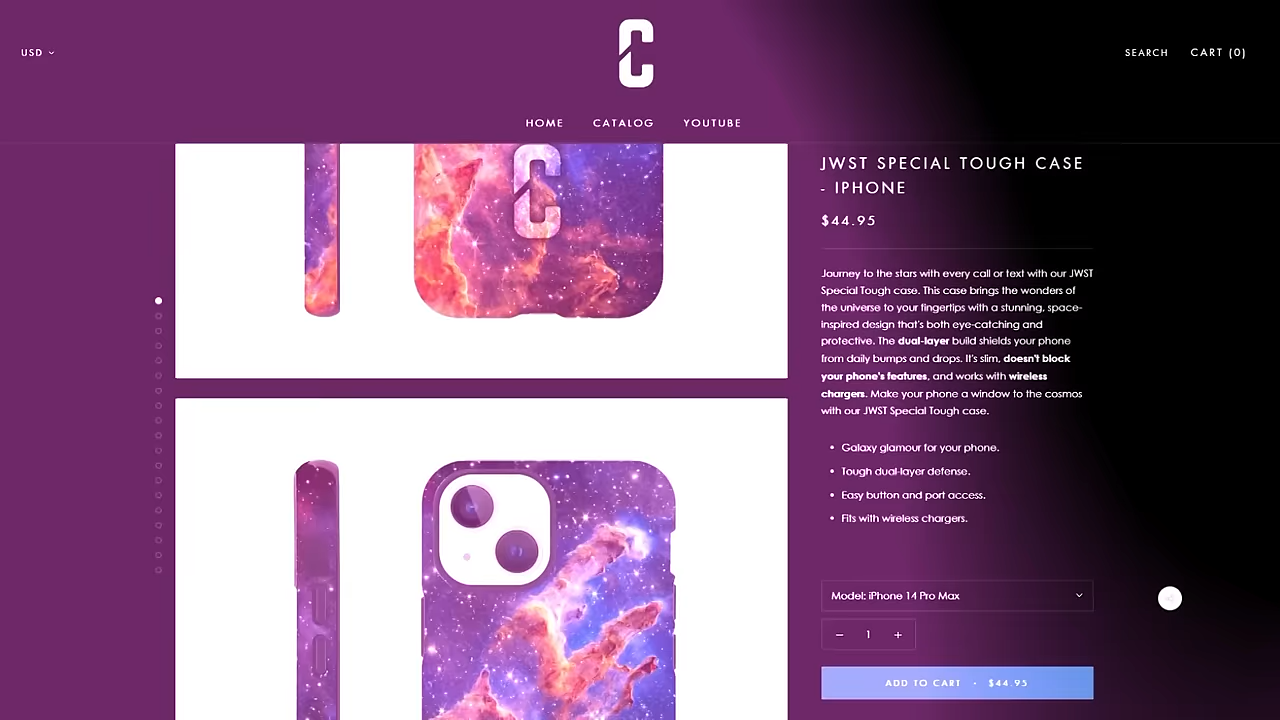 USD
C
SEARCH
CART (0)
HOME
CATALOG
YOUTUBE
C
JWST SPECIAL TOUGH CASE
- IPHONE
$44.95
Journey to the stars with every call or text with our JWST
Special Tough case. This case brings the wonders of
the universe to your fingertips with a stunning, space-
inspired design that's both eye-catching and
protective. The dual-layer build shields your phone
from daily bumps and drops. It's slim, doesn't block
your phone's features, and works with wireless
chargers. Make your phone a window to the cosmos
with our JWST Special Tough case.
• Galaxy glamour for your phone.
• Tough dual-layer defense.
• Easy button and port access.
• Fits with wireless chargers.
Model: iPhone 14 Pro Max
− 1 +
ADD TO CART · $44.95